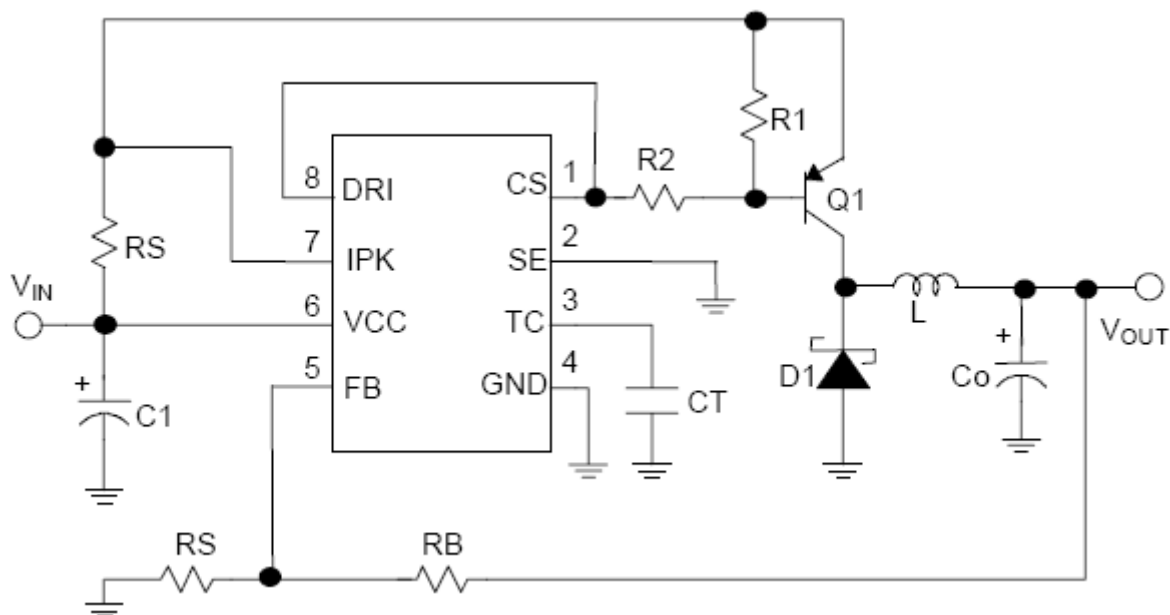 R1
R2
Q1
8 DRI CS 1
RS
7 IPK SE 2
VIN
6 VCC TC 3
L
VOUT
5 FB GND 4
D1
Co
+
+ C1
CT
RS
RB